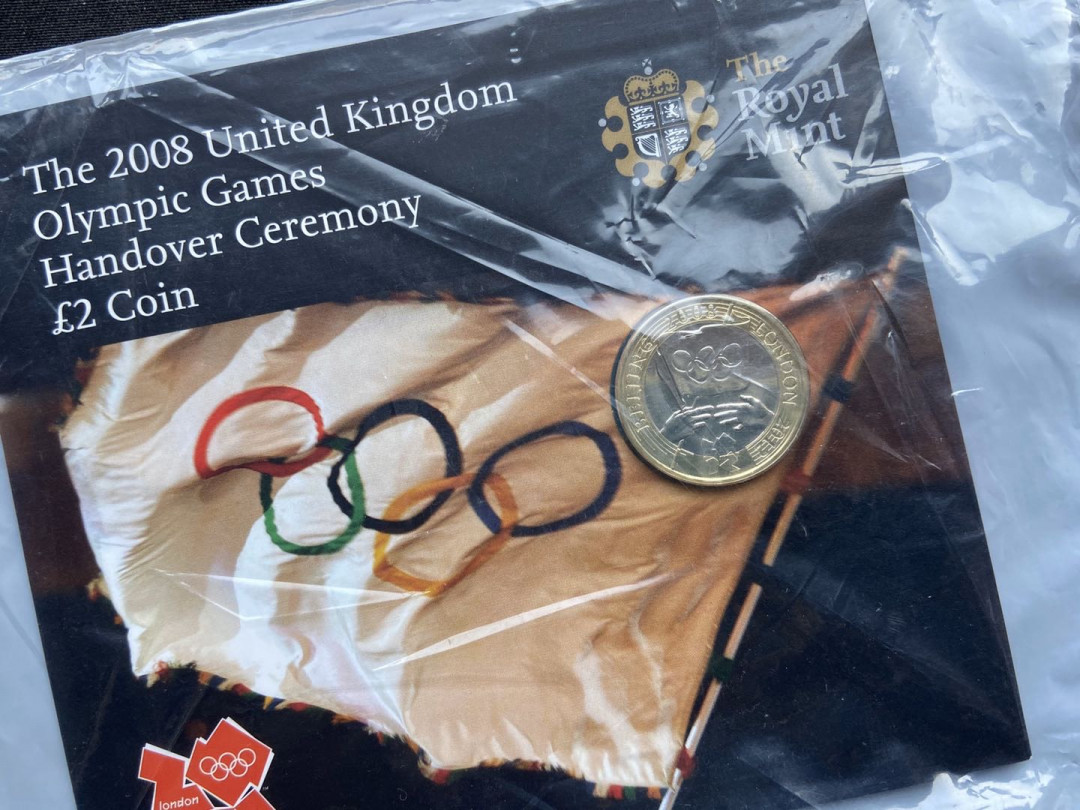 The 2008 United Kingdom
Olympic Games
Handover Ceremony
£2 Coin
The
Royal
Mint
BEIJING
LONDON
london